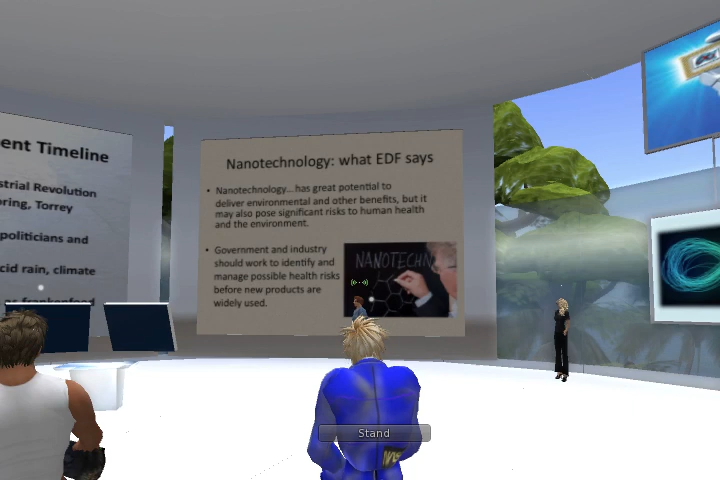 ent Timeline
strial Revolution
oring, Torrey
politicians and
cid rain, climate
frankenfood
Nanotechnology: what EDF says
• Nanotechnology… has great potential to
deliver environmental and other benefits, but it
may also pose significant risks to human health
and the environment.
• Government and industry
should work to identify and
manage possible health risks
before new products are
widely used.
NANOTECHN
Stand